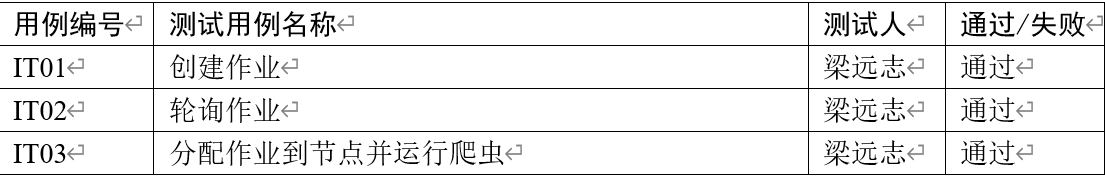 用例编号 测试用例名称 测试人 通过/失败
IT01 创建作业 梁远志 通过
IT02 轮询作业 梁远志 通过
IT03 分配作业到节点并运行爬虫 梁远志 通过